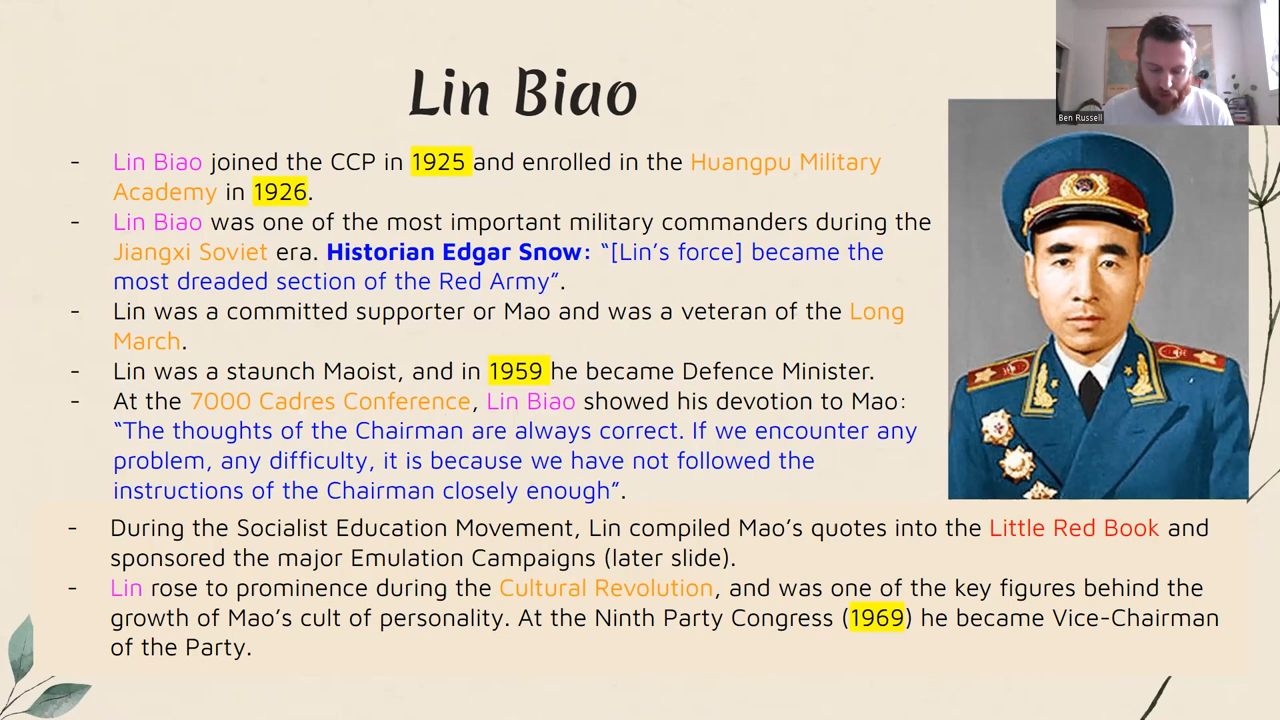 Lin Biao
Ben Russell
- Lin Biao joined the CCP in 1925 and enrolled in the Huangpu Military
Academy in 1926.
- Lin Biao was one of the most important military commanders during the
Jiangxi Soviet era. Historian Edgar Snow: “[Lin’s force] became the
most dreaded section of the Red Army”.
- Lin was a committed supporter or Mao and was a veteran of the Long
March.
- Lin was a staunch Maoist, and in 1959 he became Defence Minister.
- At the 7000 Cadres Conference, Lin Biao showed his devotion to Mao:
“The thoughts of the Chairman are always correct. If we encounter any
problem, any difficulty, it is because we have not followed the
instructions of the Chairman closely enough”.
- During the Socialist Education Movement, Lin compiled Mao’s quotes into the Little Red Book and
sponsored the major Emulation Campaigns (later slide).
- Lin rose to prominence during the Cultural Revolution, and was one of the key figures behind the
growth of Mao’s cult of personality. At the Ninth Party Congress (1969) he became Vice-Chairman
of the Party.